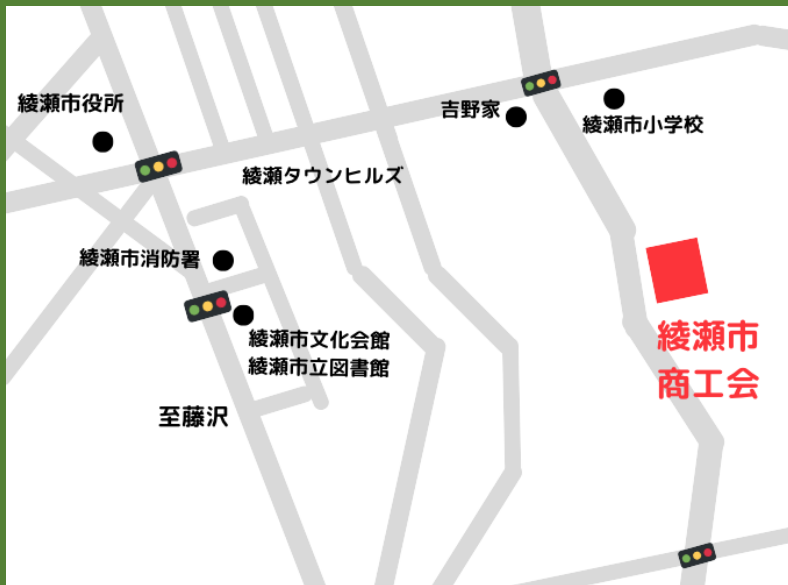 綾瀬市役所
吉野家
綾瀬市小学校
綾瀬タウンヒルズ
綾瀬市消防署
綾瀬市文化会館
綾瀬市立図書館
綾瀬市
商工会
至藤沢